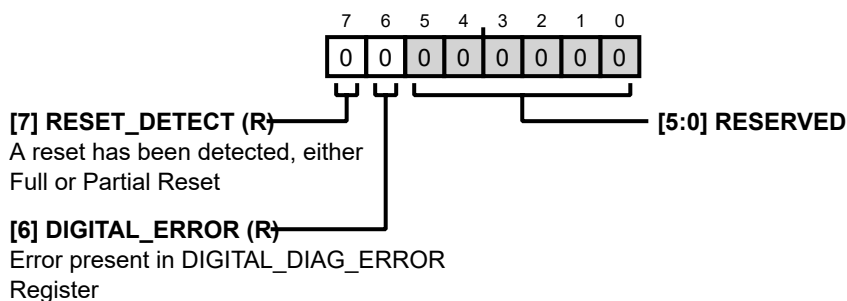 7 6 5 4 3 2 1 0
0 0 0 0 0 0 0 0
[7] RESET_DETECT (R)
A reset has been detected, either
Full or Partial Reset
[5:0] RESERVED
[6] DIGITAL_ERROR (R)
Error present in DIGITAL_DIAG_ERROR
Register